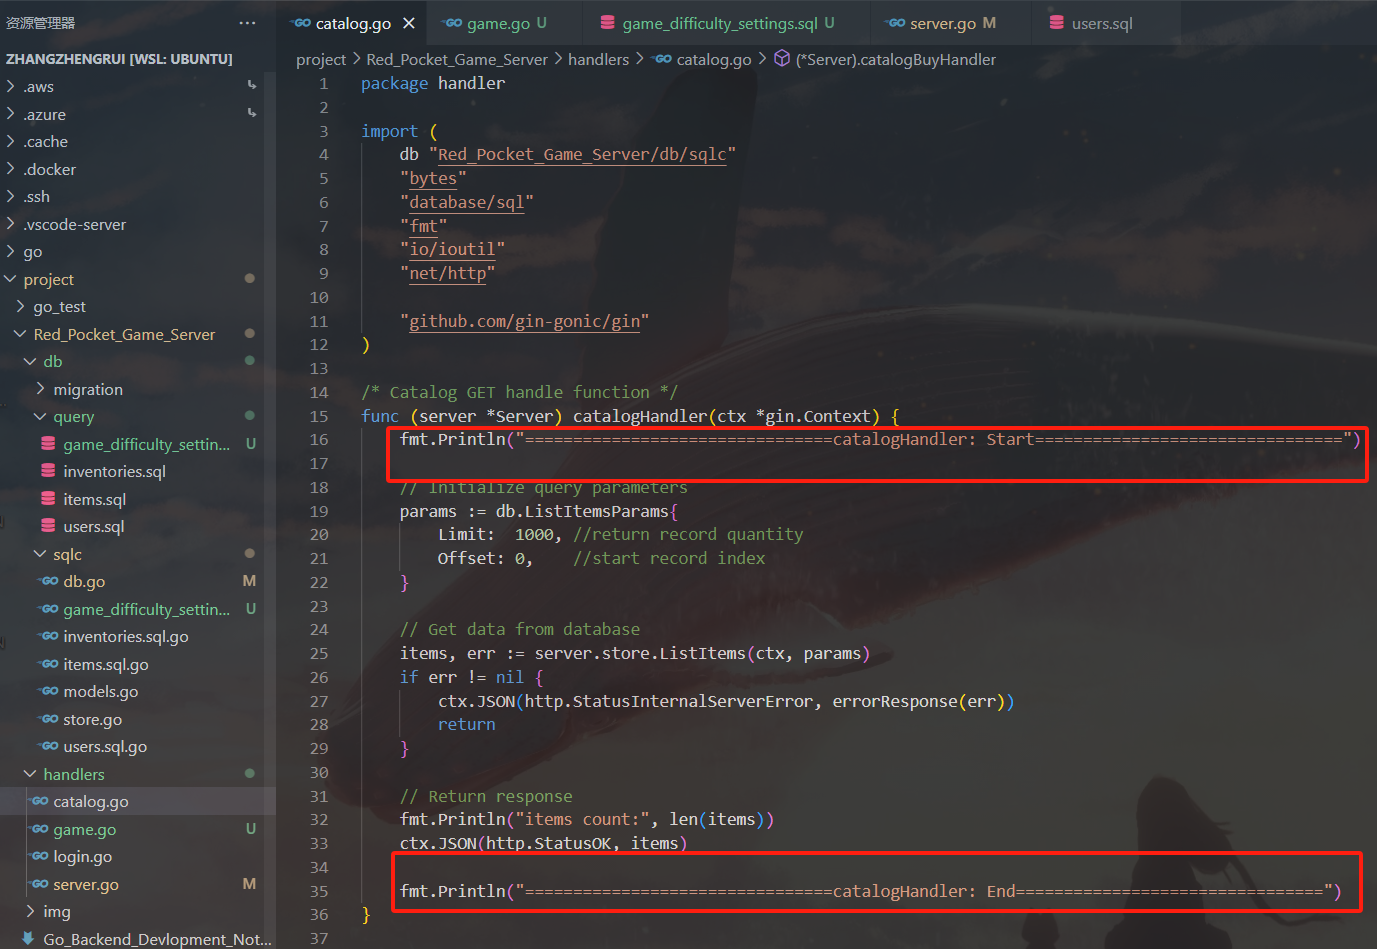 资源管理器 ···
catalog.go × game.go U game_difficulty_settings.sql U server.go M users.sql
ZHANGZHENGRUI [WSL: UBUNTU]
.aws
.azure
.cache
.docker
.ssh
.vscode-server
go
project
go_test
Red_Pocket_Game_Server
db
migration
query
game_difficulty_settin... U
inventories.sql
items.sql
users.sql
sqlc
db.go M
game_difficulty_settin... U
inventories.sql.go
items.sql.go
models.go
store.go
users.sql.go
handlers
catalog.go
game.go U
login.go
server.go M
img
Go_Backend_Devlopment_Not...
project > Red_Pocket_Game_Server > handlers > catalog.go > (*Server).catalogBuyHandler
1 package handler
2
3 import (
4 db "Red_Pocket_Game_Server/db/sqlc"
5 "bytes"
6 "database/sql"
7 "fmt"
8 "io/ioutil"
9 "net/http"
10
11 "github.com/gin-gonic/gin"
12 )
13
14 /* Catalog GET handle function */
15 func (server *Server) catalogHandler(ctx *gin.Context) {
16 fmt.Println("================================catalogHandler: Start================================")
17
18 // Initialize query parameters
19 params := db.ListItemsParams{
20 Limit: 1000, //return record quantity
21 Offset: 0, //start record index
22 }
23
24 // Get data from database
25 items, err := server.store.ListItems(ctx, params)
26 if err != nil {
27 ctx.JSON(http.StatusInternalServerError, errorResponse(err))
28 return
29 }
30
31 // Return response
32 fmt.Println("items count:", len(items))
33 ctx.JSON(http.StatusOK, items)
34
35 fmt.Println("================================catalogHandler: End================================")
36 }
37